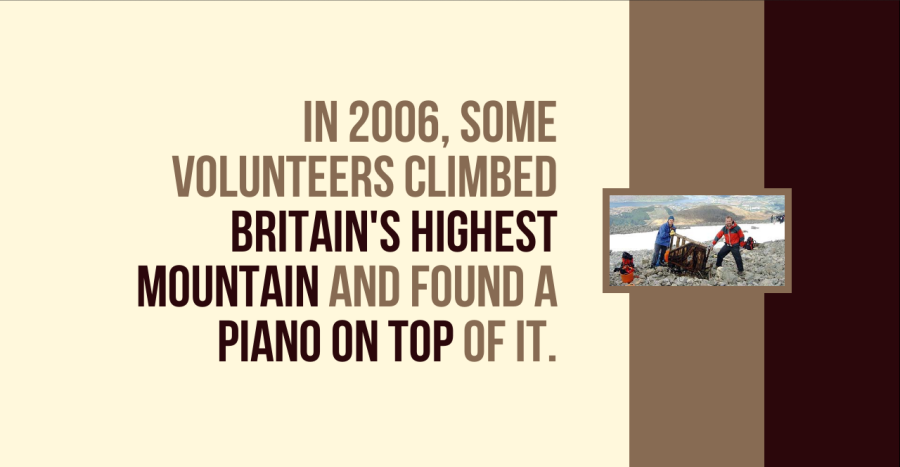 IN 2006, SOME
VOLUNTEERS CLIMBED
BRITAIN'S HIGHEST
MOUNTAIN AND FOUND A
PIANO ON TOP OF IT.